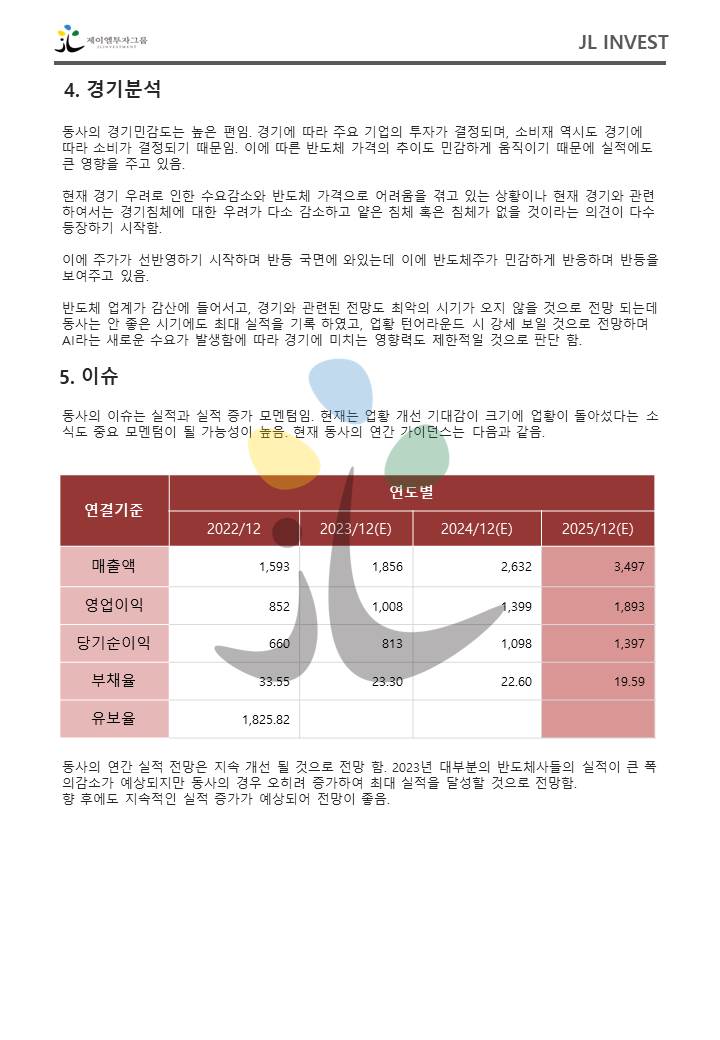 제이엘투자그룹
JL INVESTMENT
JL INVEST
4. 경기분석
동사의 경기민감도는 높은 편임. 경기에 따라 주요 기업의 투자가 결정되며, 소비재 역시도 경기에
따라 소비가 결정되기 때문임. 이에 따른 반도체 가격의 추이도 민감하게 움직이기 때문에 실적에도
큰 영향을 주고 있음.
현재 경기 우려로 인한 수요감소와 반도체 가격으로 어려움을 겪고 있는 상황이나 현재 경기와 관련
하여서는 경기침체에 대한 우려가 다소 감소하고 얕은 침체 혹은 침체가 없을 것이라는 의견이 다수
등장하기 시작함.
이에 주가가 선반영하기 시작하며 반등 국면에 와있는데 이에 반도체주가 민감하게 반응하며 반등을
보여주고 있음.
반도체 업계가 감산에 들어서고, 경기와 관련된 전망도 최악의 시기가 오지 않을 것으로 전망 되는데
동사는 안 좋은 시기에도 최대 실적을 기록 하였고, 업황 턴어라운드 시 강세 보일 것으로 전망하며
AI라는 새로운 수요가 발생함에 따라 경기에 미치는 영향력도 제한적일 것으로 판단 함.
5. 이슈
동사의 이슈는 실적과 실적 증가 모멘텀임. 현재는 업황 개선 기대감이 크기에 업황이 돌아섰다는 소
식도 중요 모멘텀이 될 가능성이 높음. 현재 동사의 연간 가이던스는 다음과 같음.
연결기준 연도별
2022/12 2023/12(E) 2024/12(E) 2025/12(E)
매출액 1,593 1,856 2,632 3,497
영업이익 852 1,008 1,399 1,893
당기순이익 660 813 1,098 1,397
부채율 33.55 23.30 22.60 19.59
유보율 1,825.82
동사의 연간 실적 전망은 지속 개선 될 것으로 전망 함. 2023년 대부분의 반도체사들의 실적이 큰 폭
의감소가 예상되지만 동사의 경우 오히려 증가하여 최대 실적을 달성할 것으로 전망함.
향 후에도 지속적인 실적 증가가 예상되어 전망이 좋음.